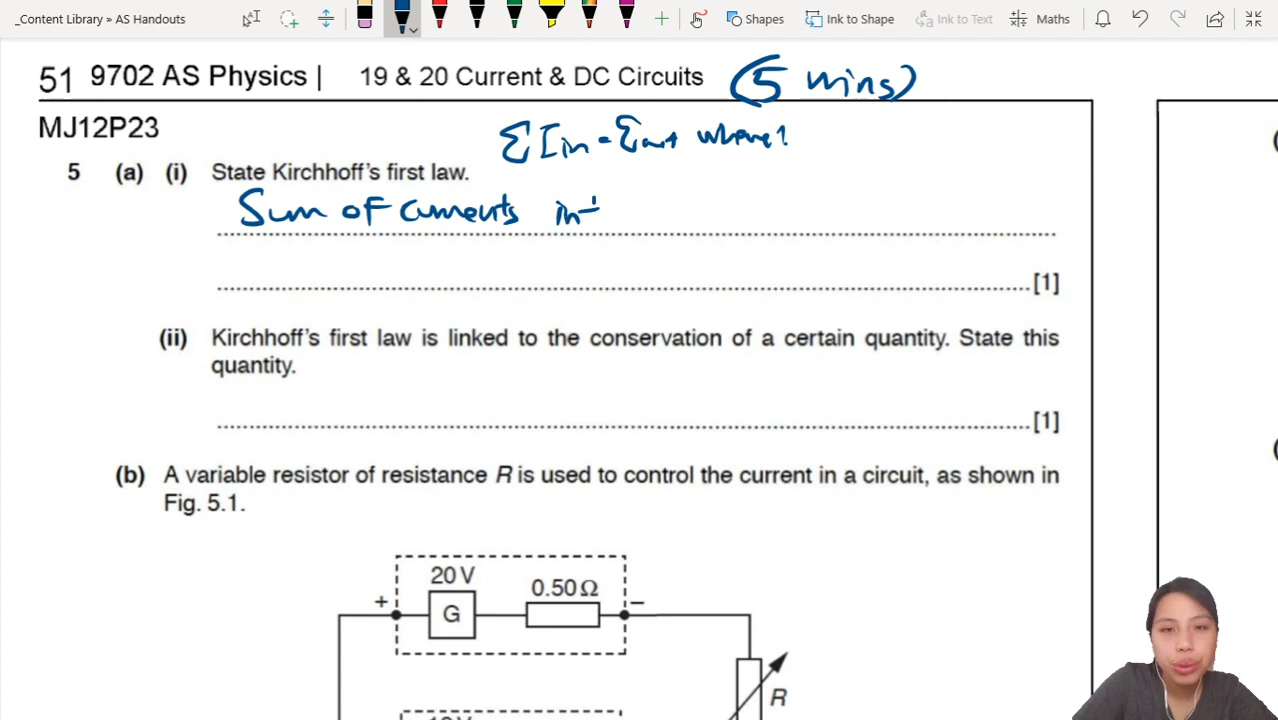 _Content Library » AS Handouts
Shapes
Ink to Shape
Ink to Text
Maths
51 9702 AS Physics | 19 & 20 Current & DC Circuits (5 mins)
MJ12P23
ΣIin = Σout where?
5 (a) (i) State Kirchhoff's first law.
Sum of currents int
[1]
(ii) Kirchhoff's first law is linked to the conservation of a certain quantity. State this
quantity.
[1]
(b) A variable resistor of resistance R is used to control the current in a circuit, as shown in
Fig. 5.1.
20 V
0.50 Ω
+
G
–
R